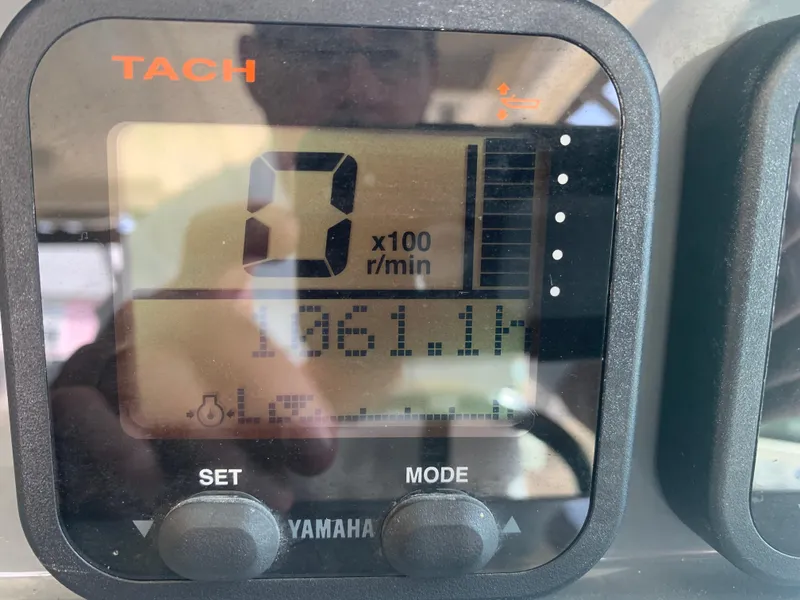 TACH
0
x100
r/min
1061.1h
SET
MODE
YAMAHA